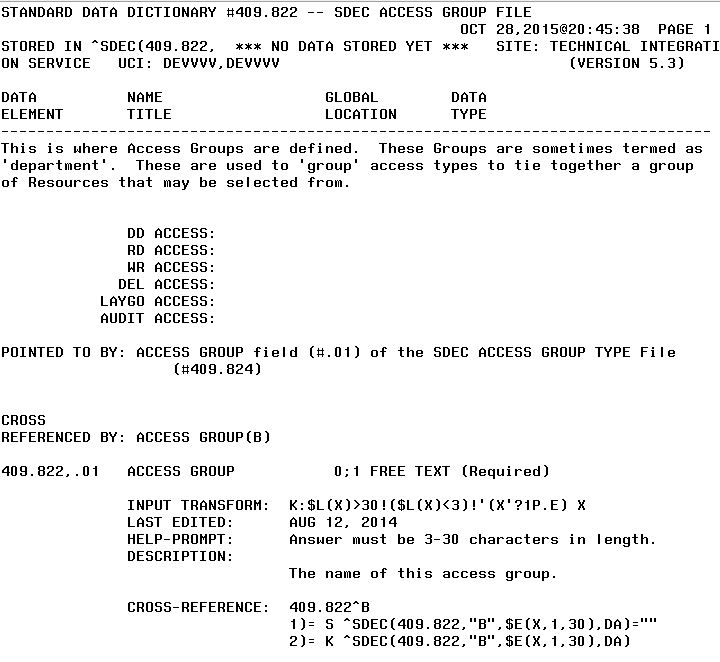 STANDARD DATA DICTIONARY #409.822 -- SDEC ACCESS GROUP FILE
OCT 28,2015@20:45:38 PAGE 1
STORED IN ^SDEC(409.822, *** NO DATA STORED YET *** SITE: TECHNICAL INTEGRATI
ON SERVICE UCI: DEVVVV,DEVVVV (VERSION 5.3)
DATA NAME GLOBAL DATA
ELEMENT TITLE LOCATION TYPE
-------------------------------------------------------------------------------
This is where Access Groups are defined. These Groups are sometimes termed as
'department'. These are used to 'group' access types to tie together a group
of Resources that may be selected from.
DD ACCESS:
RD ACCESS:
WR ACCESS:
DEL ACCESS:
LAYGO ACCESS:
AUDIT ACCESS:
POINTED TO BY: ACCESS GROUP field (#.01) of the SDEC ACCESS GROUP TYPE File
(#409.824)
CROSS
REFERENCED BY: ACCESS GROUP(B)
409.822,.01 ACCESS GROUP 0;1 FREE TEXT (Required)
INPUT TRANSFORM: K:$L(X)>30!($L(X)<3)!'(X'?1P.E) X
LAST EDITED: AUG 12, 2014
HELP-PROMPT: Answer must be 3-30 characters in length.
DESCRIPTION:
The name of this access group.
CROSS-REFERENCE: 409.822^B
1)= S ^SDEC(409.822,"B",$E(X,1,30),DA)=""
2)= K ^SDEC(409.822,"B",$E(X,1,30),DA)